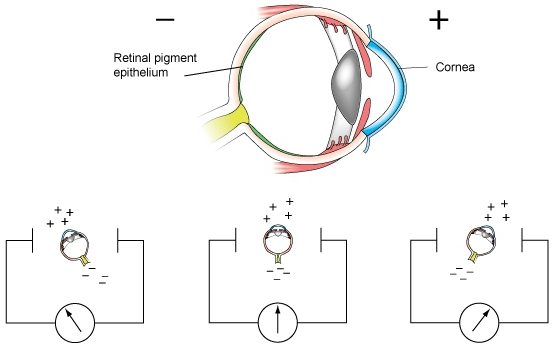 − +
Retinal pigment
epithelium
Cornea
+ + + +
− − − −
+ + + +
− − − −
+ + + +
− − − −